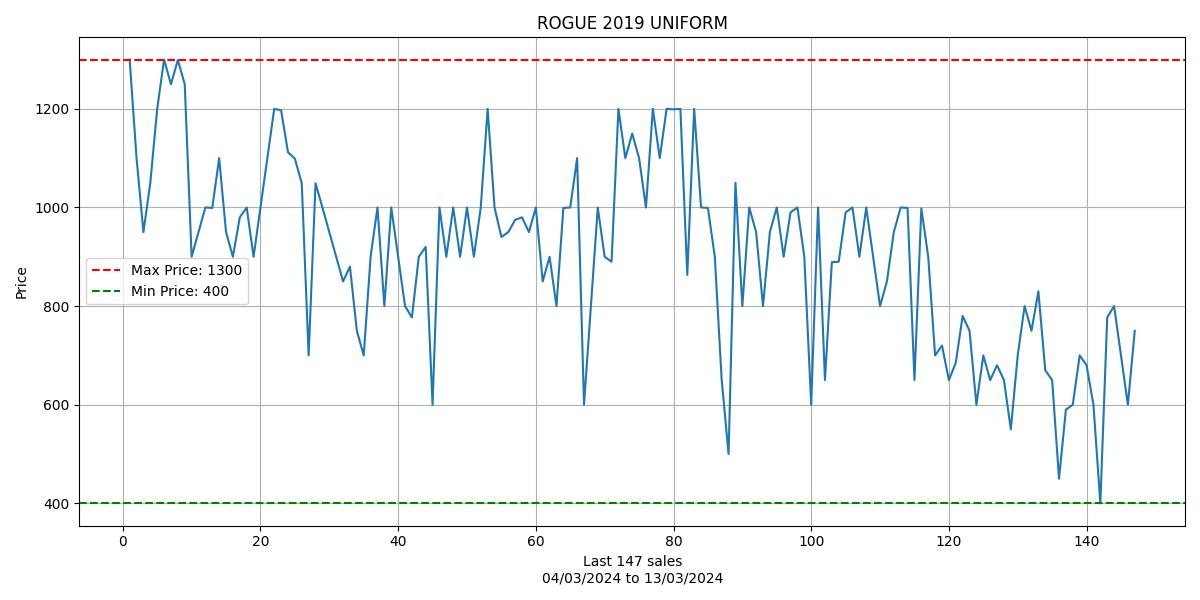 ROGUE 2019 UNIFORM
Price
1200
1000
800
600
400
Max Price: 1300
Min Price: 400
0 20 40 60 80 100 120 140
Last 147 sales
04/03/2024 to 13/03/2024